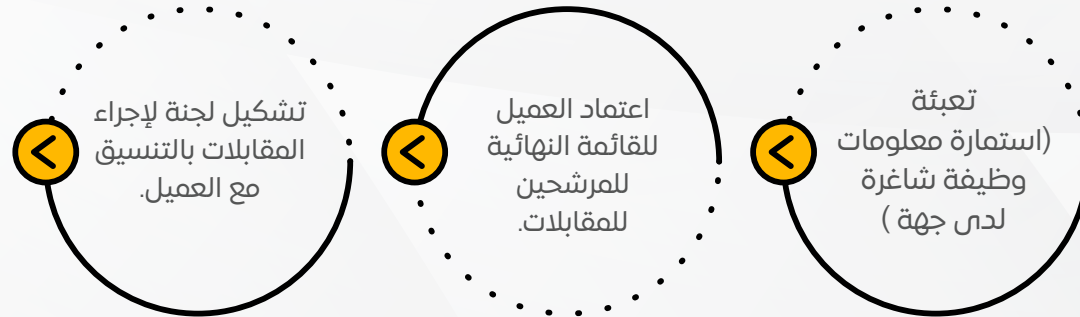 تعبئة
(استمارة معلومات
وظيفة شاغرة
لدى جهة )
اعتماد العميل
للقائمة النهائية
للمرشحين
للمقابلات.
تشكيل لجنة لإجراء
المقابلات بالتنسيق
مع العميل.